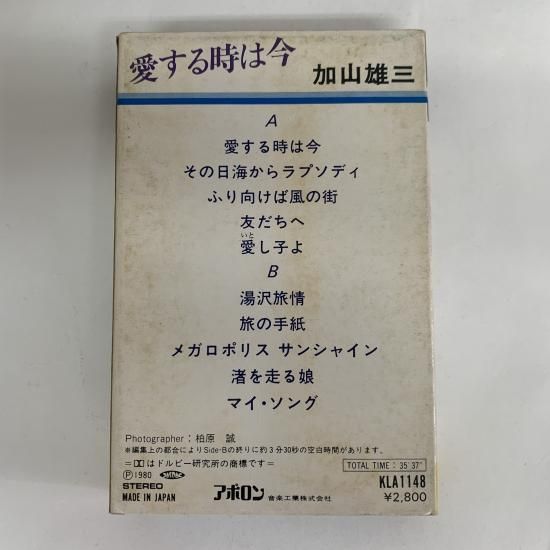 愛する時は今
加山雄三
A
愛する時は今
その日海からラプソディ
ふり向けば風の街
友だちへ
いと
愛し子よ
B
湯沢旅情
旅の手紙
メガロポリス サンシャイン
渚を走る娘
マイ・ソング
Photographer：柏原 誠
※編集上の都合によりSide-Bの終りに約3分30秒の空白時間があります。
=DDはドルビー研究所の商標です=
TOTAL TIME：35'37"
Ⓟ1980
STEREO
MADE IN JAPAN
アポロン 音楽工業株式会社
KLA1148
¥2,800